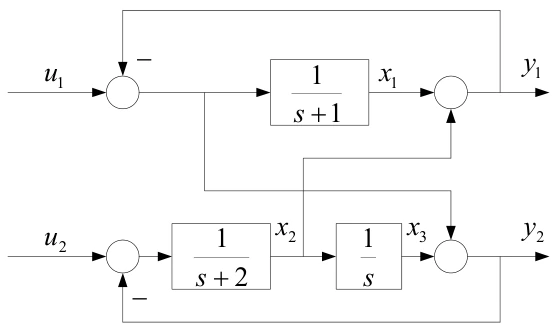 −
u₁
1
s + 1
x₁
y₁
u₂
1
s + 2
x₂
1
s
x₃
y₂
−